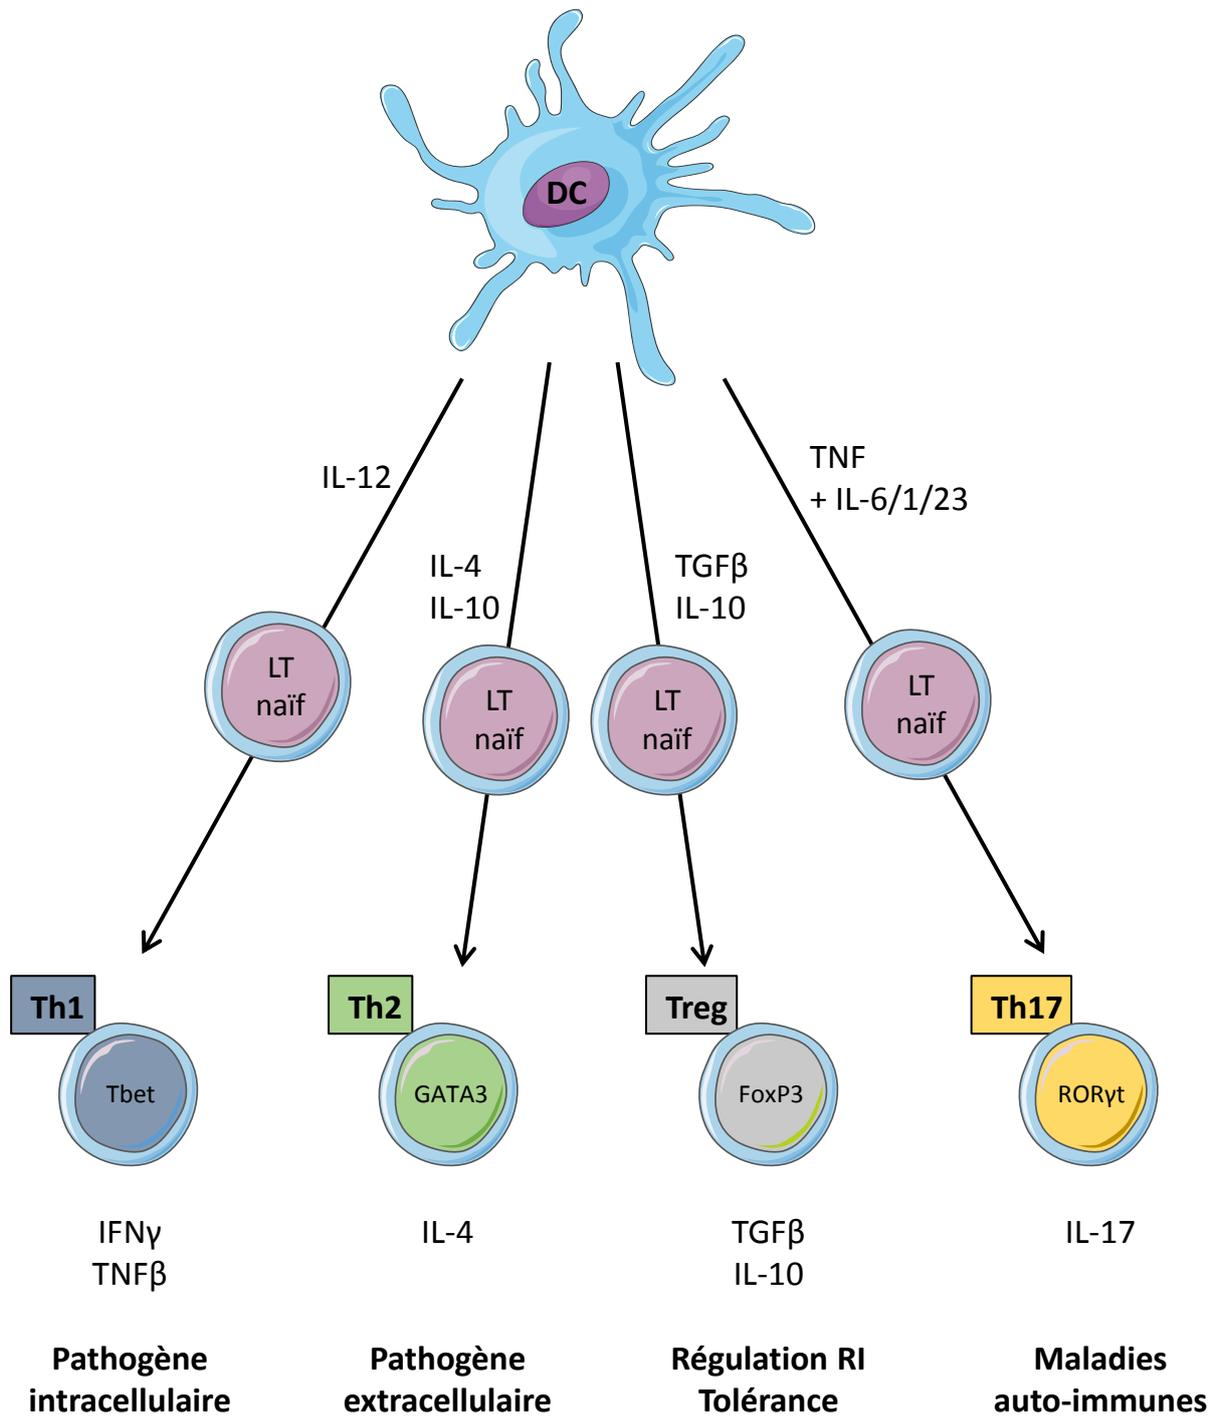 DC
IL-12
TNF
+ IL-6/1/23
IL-4
IL-10
TGFβ
IL-10
LT
naïf
LT
naïf
LT
naïf
LT
naïf
Th1
Th2
Treg
Th17
Tbet
GATA3
FoxP3
RORγt
IFNγ
TNFβ
IL-4
TGFβ
IL-10
IL-17
Pathogène
intracellulaire
Pathogène
extracellulaire
Régulation RI
Tolérance
Maladies
auto-immunes